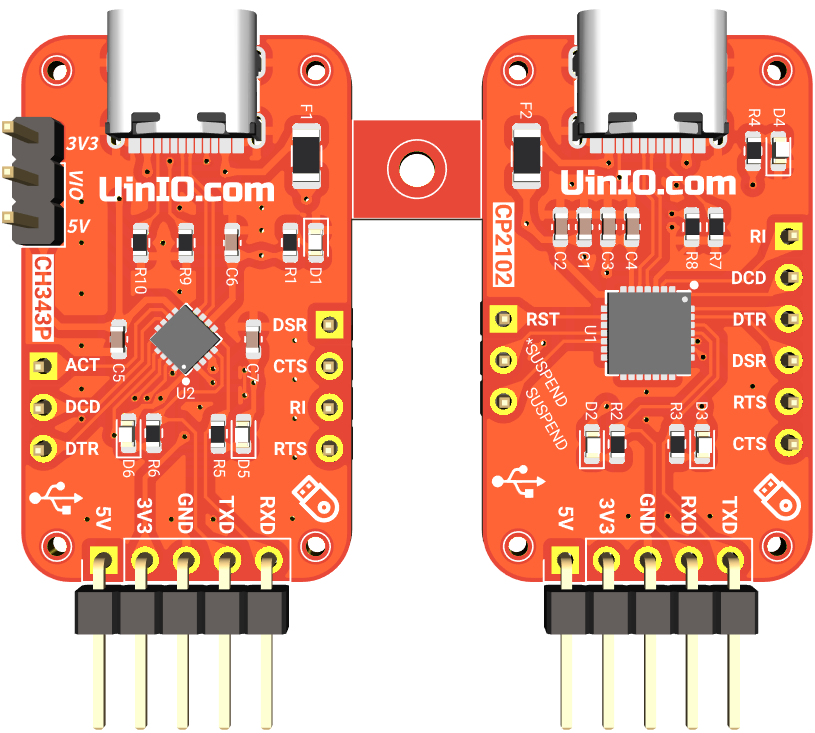 F1
3V3
VIO
5V
UinIO.com
R10
R9
C6
R1
D1
CH343P
C5
U2
C7
ACT
DCD
DTR
DSR
CTS
RI
RTS
D6
R6
R5
D5
5V
3V3
GND
TXD
RXD
F2
R4
D4
UinIO.com
CP2102
C2
C1
C3
C4
R8
R7
RI
DCD
DTR
DSR
RTS
CTS
RST
*SUSPEND
SUSPEND
U1
D2
R2
R3
D3
5V
3V3
GND
RXD
TXD